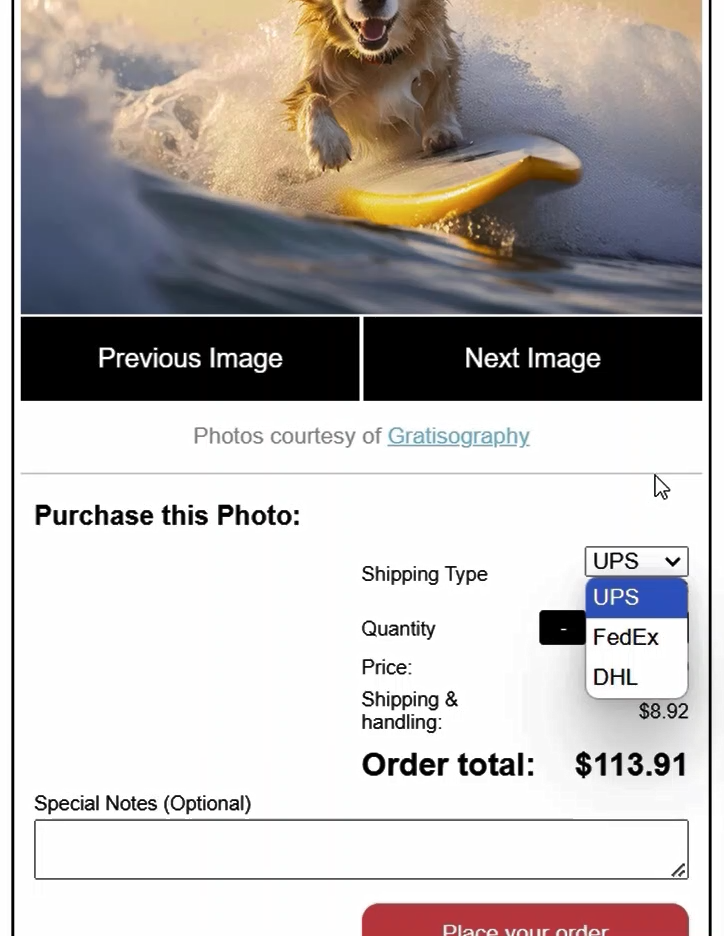 Previous Image
Next Image
Photos courtesy of Gratisography
Purchase this Photo:
Shipping Type
UPS
UPS
FedEx
DHL
Quantity
-
Price:
Shipping &
handling:
$8.92
Order total: $113.91
Special Notes (Optional)
Place your order